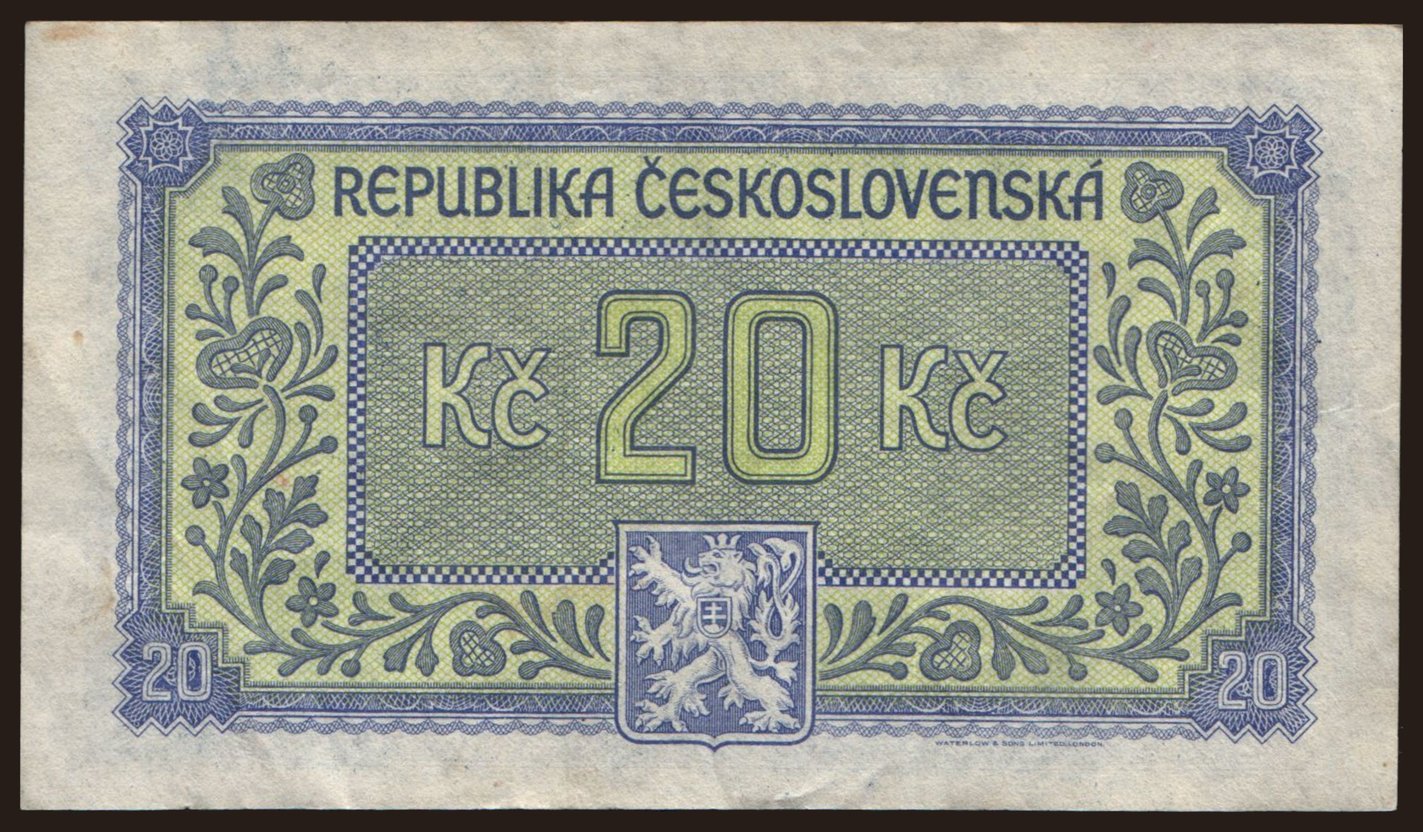 REPUBLIKA ČESKOSLOVENSKÁ
Kč 20 Kč
20 20
WATERLOW & SONS LIMITED.LONDON.